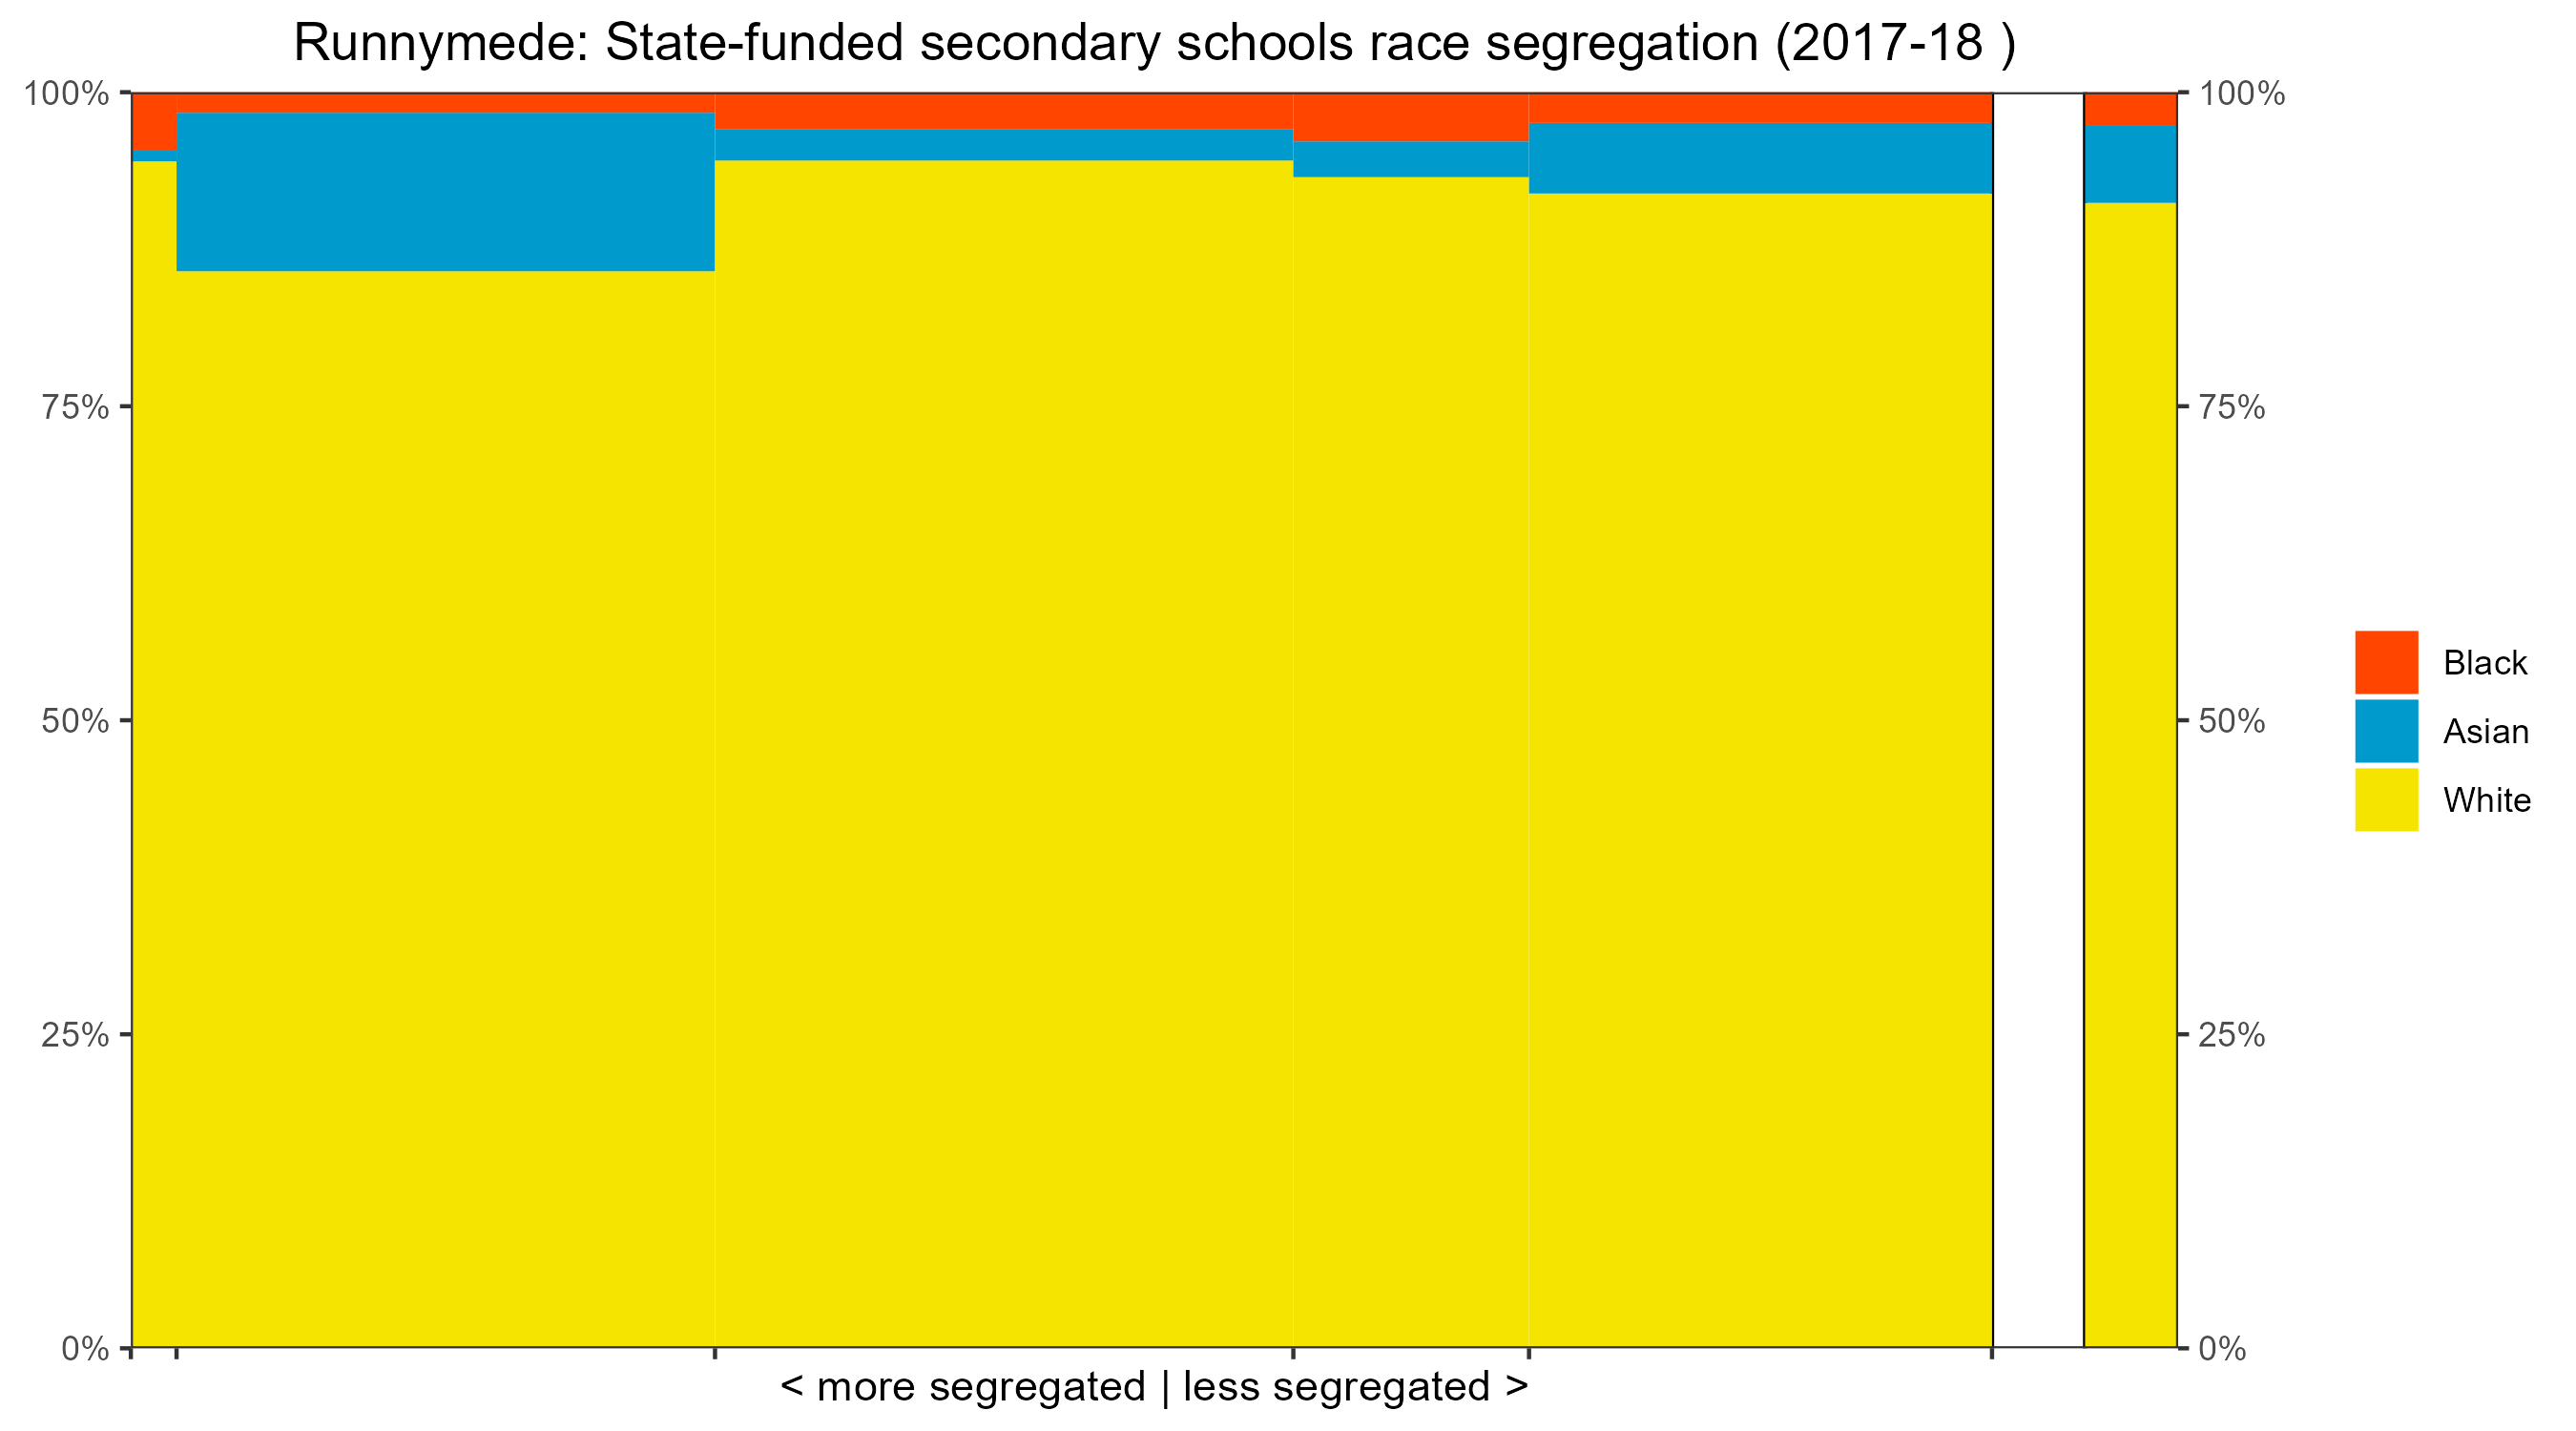 Runnymede: State-funded secondary schools race segregation (2017-18 )
100%
75%
50%
25%
0%
100%
75%
50%
25%
0%
Black
Asian
White
< more segregated | less segregated >